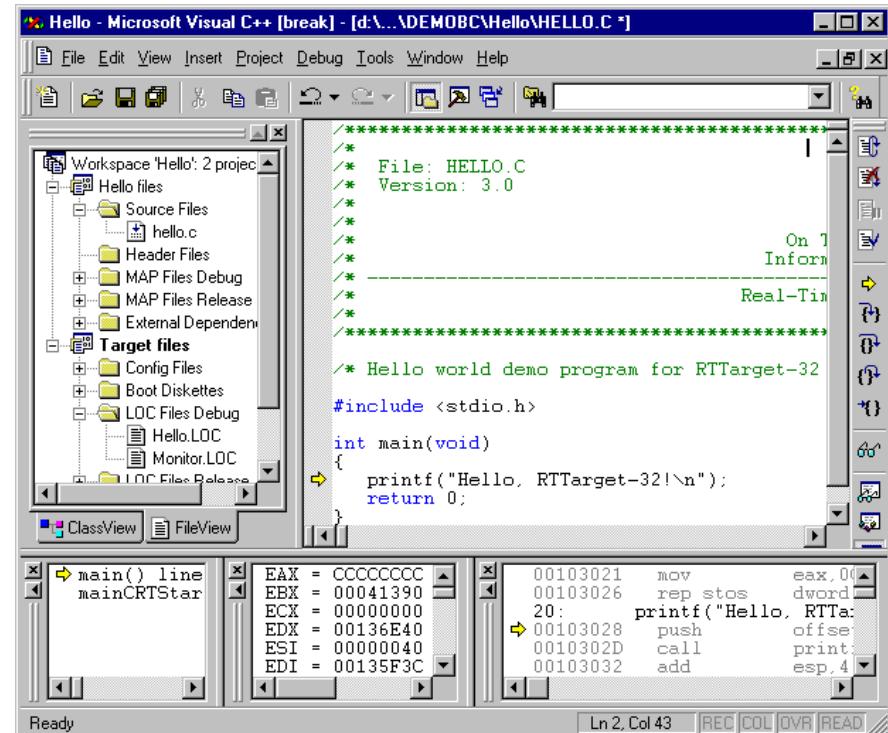 Hello - Microsoft Visual C++ [break] - [d:\...\DEMOBC\Hello\HELLO.C *]
File Edit View Insert Project Debug Tools Window Help
Workspace 'Hello': 2 projec
Hello files
Source Files
hello.c
Header Files
MAP Files Debug
MAP Files Release
External Dependen
Target files
Config Files
Boot Diskettes
LOC Files Debug
Hello.LOC
Monitor.LOC
LOC Files Release
ClassView FileView
/*************************************************
/*
/* File: HELLO.C
/* Version: 3.0
/*
/*
/* On T
/* Inform
/* ---------------------------------------------
/* Real-Tim
/*
/*************************************************
/* Hello world demo program for RTTarget-32
#include <stdio.h>
int main(void)
{
printf("Hello, RTTarget-32!\n");
return 0;
}
main() line
mainCRTStar
EAX = CCCCCCCC
EBX = 00041390
ECX = 00000000
EDX = 00136E40
ESI = 00000040
EDI = 00135F3C
00103021 mov eax,0
00103026 rep stos dword
20: printf("Hello, RTTa
00103028 push offse
0010302D call print
00103032 add esp,4
Ready Ln 2, Col 43 REC COL OVR READ